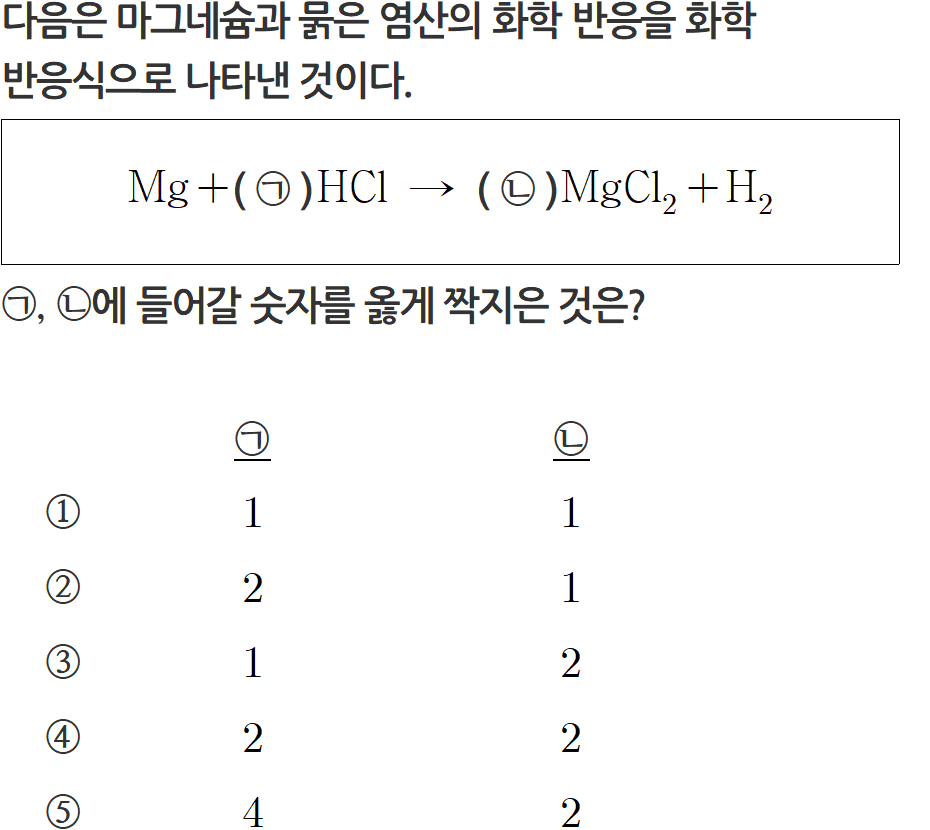 다음은 마그네슘과 묽은 염산의 화학 반응을 화학
반응식으로 나타낸 것이다.
Mg+(㉠)HCl → (㉡)MgCl₂+H₂
㉠, ㉡에 들어갈 숫자를 옳게 짝지은 것은?
㉠ ㉡
① 1 1
② 2 1
③ 1 2
④ 2 2
⑤ 4 2